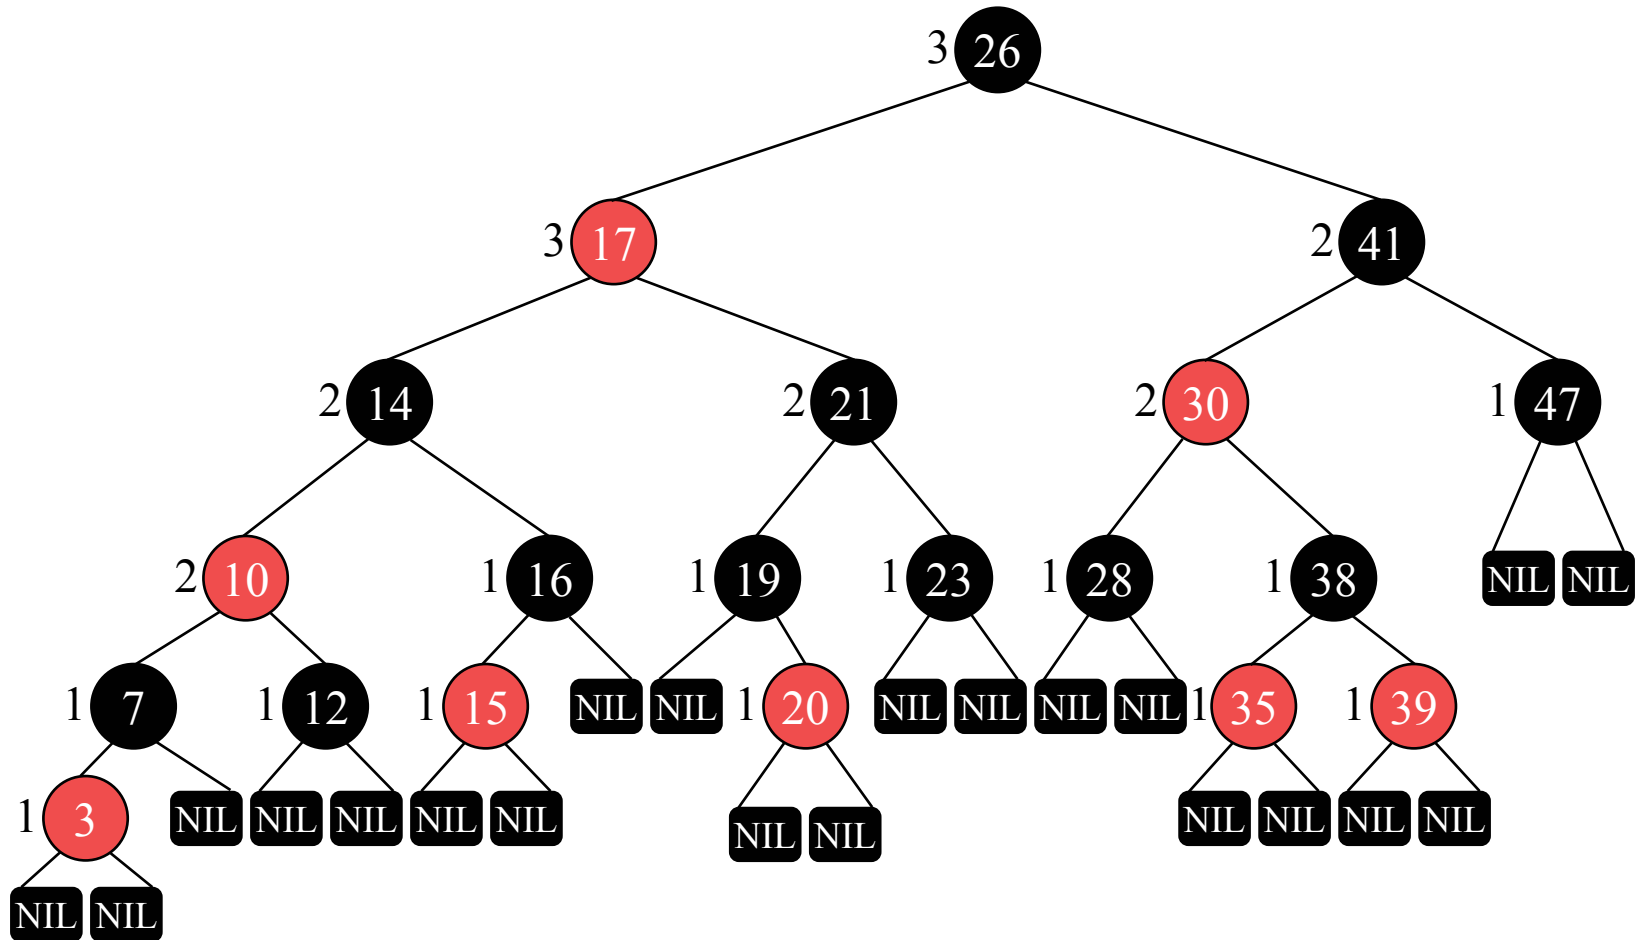 3 26
3 17 2 41
2 14 2 21 2 30 1 47
2 10 1 16 1 19 1 23 1 28 1 38 NIL NIL
1 7 1 12 1 15 NIL NIL 1 20 NIL NIL NIL NIL 1 35 1 39
1 3 NIL NIL NIL NIL NIL NIL NIL NIL NIL NIL NIL
NIL NIL